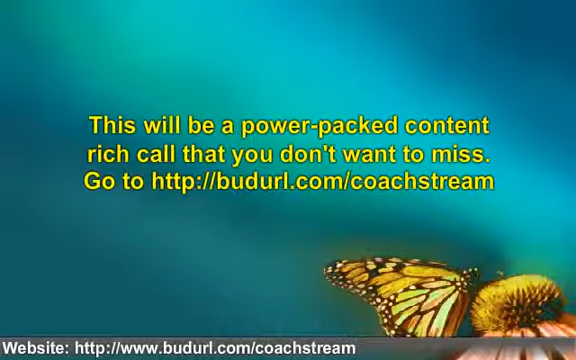 This will be a power-packed content
rich call that you don't want to miss.
Go to http://budurl.com/coachstream
Website: http://www.budurl.com/coachstream